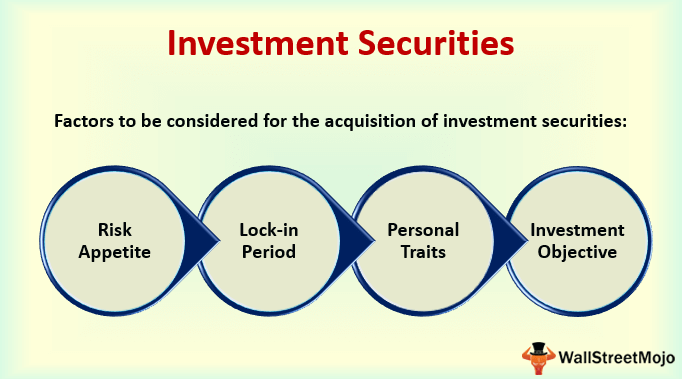 Investment Securities
Factors to be considered for the acquisition of investment securities:
Risk
Appetite
Lock-in
Period
Personal
Traits
Investment
Objective
WallStreetMojo